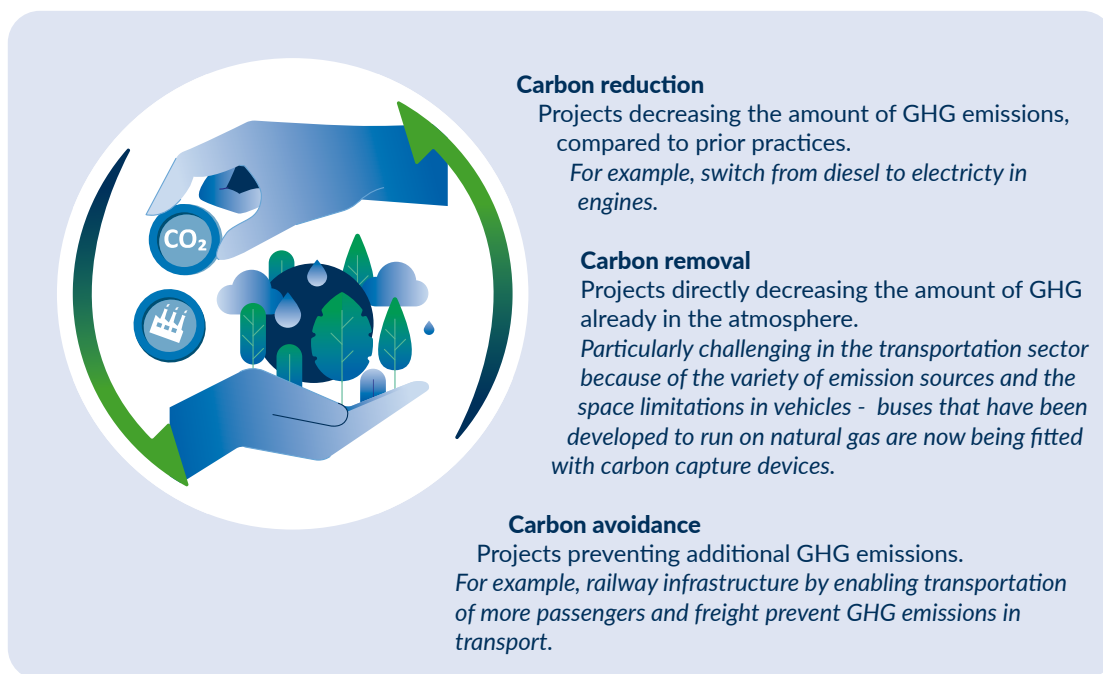 CO₂
Carbon reduction
Projects decreasing the amount of GHG emissions,
compared to prior practices.
For example, switch from diesel to electricty in
engines.
Carbon removal
Projects directly decreasing the amount of GHG
already in the atmosphere.
Particularly challenging in the transportation sector
because of the variety of emission sources and the
space limitations in vehicles -  buses that have been
developed to run on natural gas are now being fitted
with carbon capture devices.
Carbon avoidance
Projects preventing additional GHG emissions.
For example, railway infrastructure by enabling transportation
of more passengers and freight prevent GHG emissions in
transport.